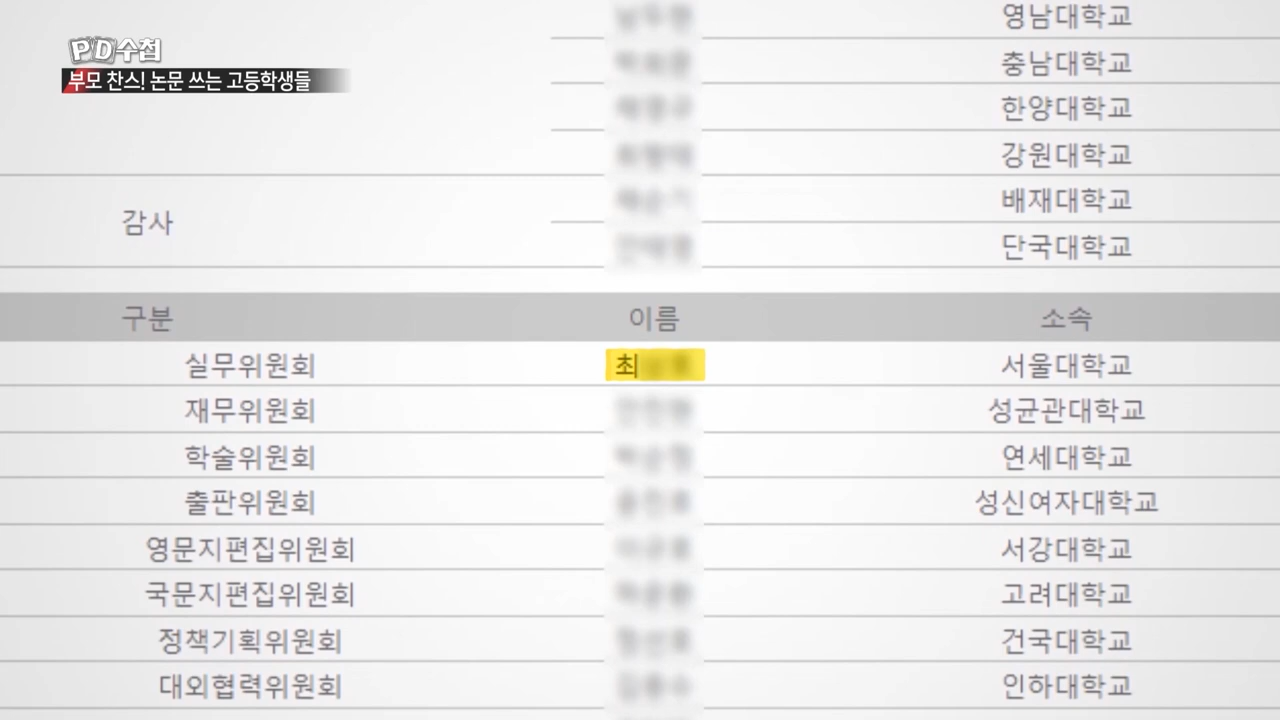 PD수첩
부모 찬스! 논문 쓰는 고등학생들
영남대학교
충남대학교
한양대학교
강원대학교
감사
배재대학교
단국대학교
구분 이름 소속
실무위원회 최 서울대학교
재무위원회 성균관대학교
학술위원회 연세대학교
출판위원회 성신여자대학교
영문지편집위원회 서강대학교
국문지편집위원회 고려대학교
정책기획위원회 건국대학교
대외협력위원회 인하대학교